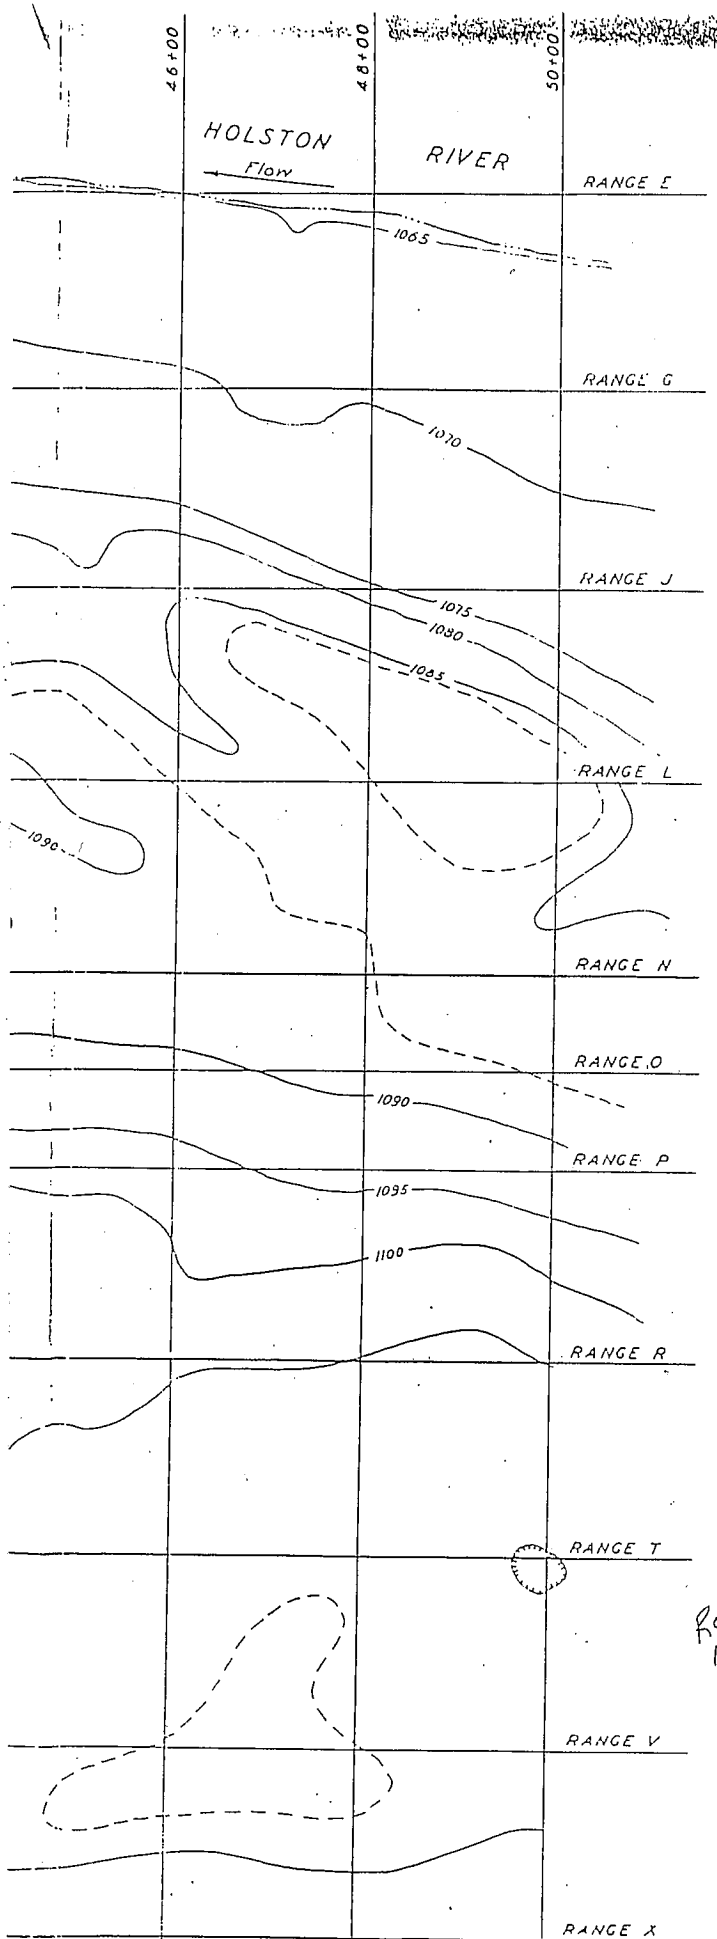 46+00
48+00
50+00
HOLSTON RIVER
Flow
RANGE E
1065
RANGE G
1070
RANGE J
1075
1080
1085
RANGE L
1090
RANGE N
RANGE O
1090
RANGE P
1095
1100
RANGE R
RANGE T
RANGE V
RANGE X